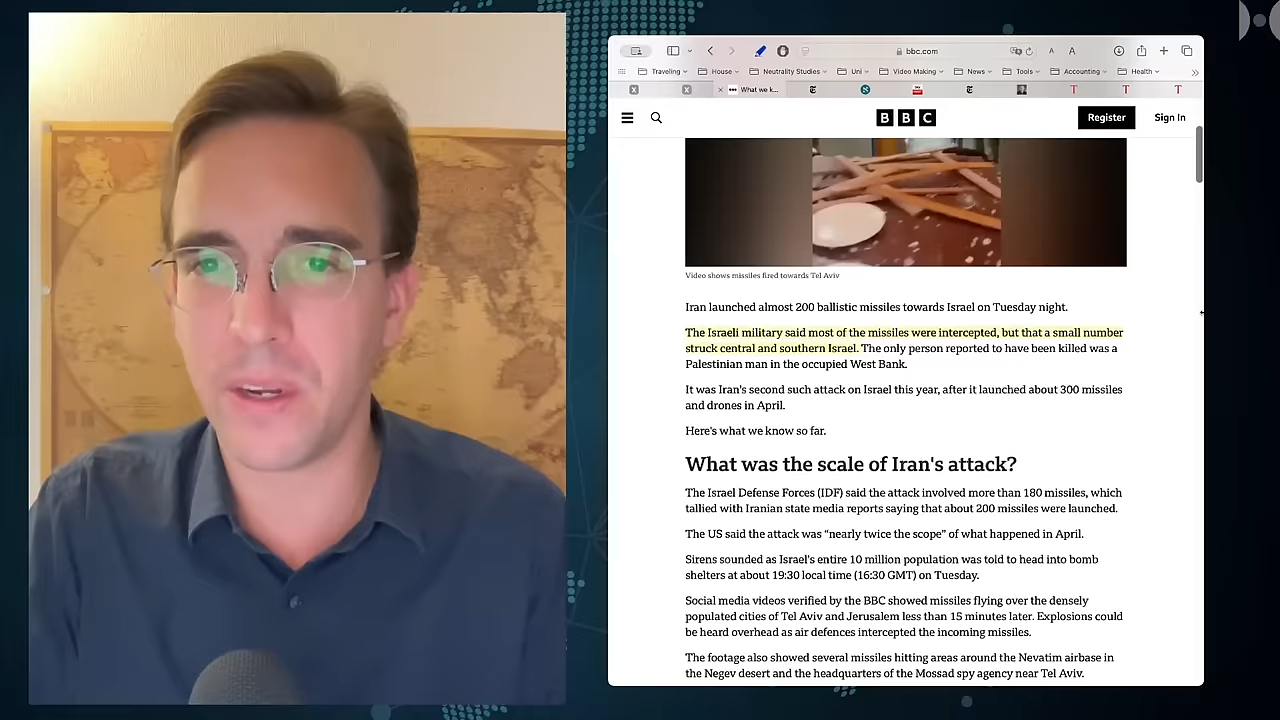 bbc.com
A A
Traveling House Neutrality Studies Uni Video Making News Tools Accounting Health
What we k...
BBC
Register Sign In
Video shows missiles fired towards Tel Aviv
Iran launched almost 200 ballistic missiles towards Israel on Tuesday night.
The Israeli military said most of the missiles were intercepted, but that a small number
struck central and southern Israel. The only person reported to have been killed was a
Palestinian man in the occupied West Bank.
It was Iran's second such attack on Israel this year, after it launched about 300 missiles
and drones in April.
Here's what we know so far.
What was the scale of Iran's attack?
The Israel Defense Forces (IDF) said the attack involved more than 180 missiles, which
tallied with Iranian state media reports saying that about 200 missiles were launched.
The US said the attack was “nearly twice the scope” of what happened in April.
Sirens sounded as Israel's entire 10 million population was told to head into bomb
shelters at about 19:30 local time (16:30 GMT) on Tuesday.
Social media videos verified by the BBC showed missiles flying over the densely
populated cities of Tel Aviv and Jerusalem less than 15 minutes later. Explosions could
be heard overhead as air defences intercepted the incoming missiles.
The footage also showed several missiles hitting areas around the Nevatim airbase in
the Negev desert and the headquarters of the Mossad spy agency near Tel Aviv.